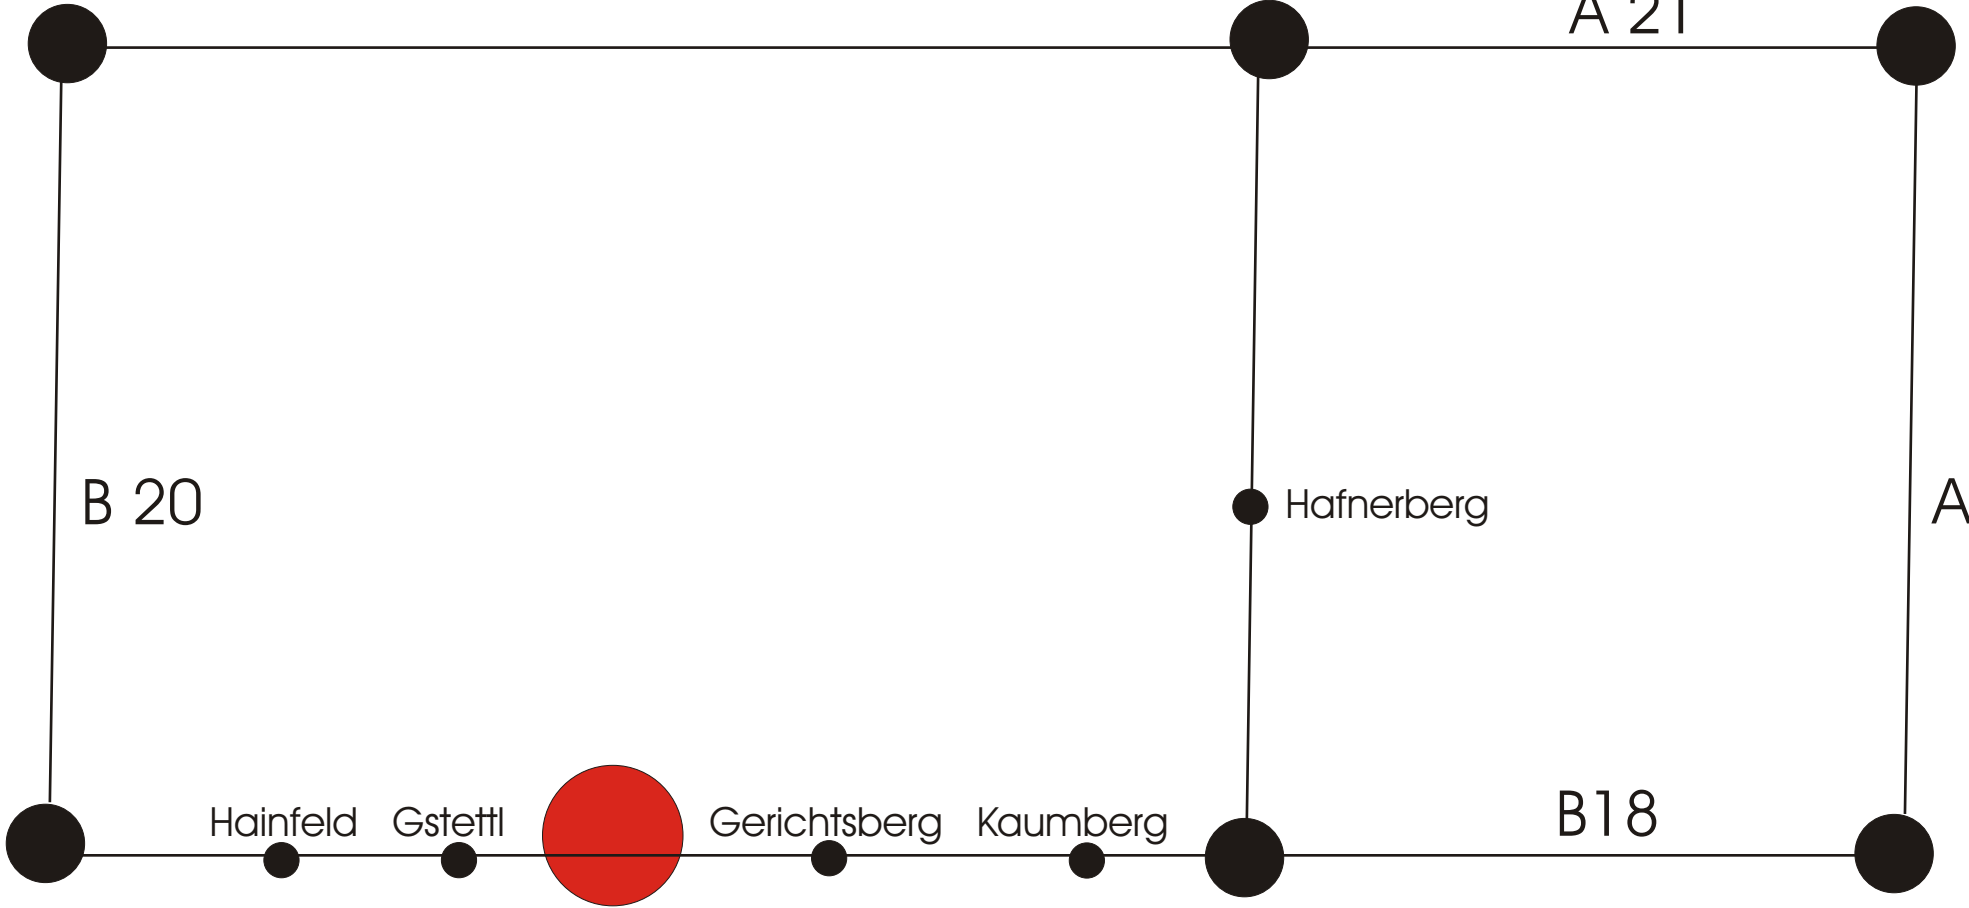 A 21
B 20
Hafnerberg
A
Hainfeld
Gstettl
Gerichtsberg
Kaumberg
B18